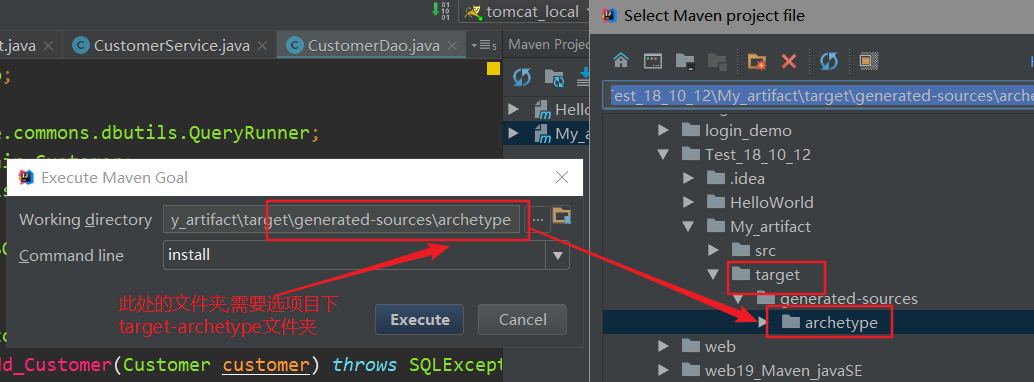 tomcat_local
t.java
CustomerService.java
CustomerDao.java
Maven Proje
Hello
My_a
o;
e.commons.dbutils.QueryRunner;
Customer;
Execute Maven Goal
Working directory
y_artifact\target\generated-sources\archetype
...
Command line
install
此处的文件夹,需要选项目下
target-archetype文件夹
Execute
Cancel
ld_Customer(Customer customer) throws SQLExcept
Select Maven project file
Test_18_10_12\My_artifact\target\generated-sources\arche
login_demo
Test_18_10_12
.idea
HelloWorld
My_artifact
src
target
generated-sources
archetype
web
web19_Maven_javaSE